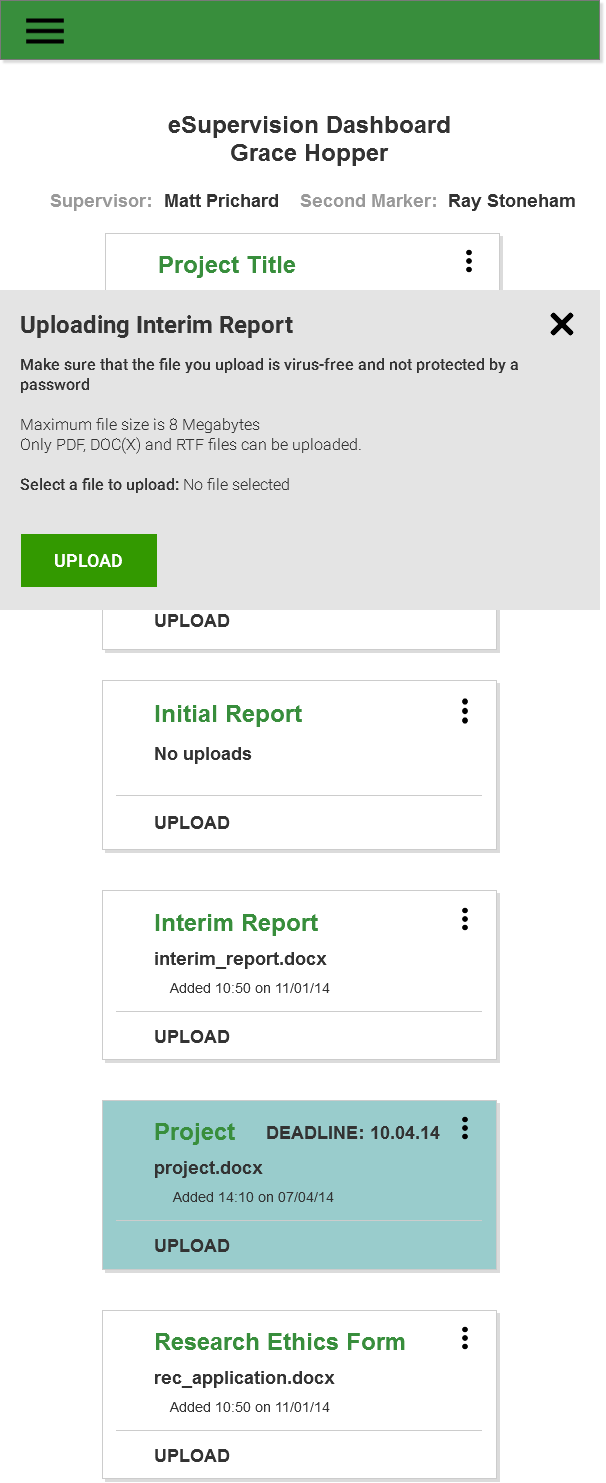 eSupervision Dashboard
Grace Hopper
Supervisor: Matt Prichard Second Marker: Ray Stoneham
Project Title
Uploading Interim Report
Make sure that the file you upload is virus-free and not protected by a
password
Maximum file size is 8 Megabytes
Only PDF, DOC(X) and RTF files can be uploaded.
Select a file to upload: No file selected
UPLOAD
UPLOAD
Initial Report
No uploads
UPLOAD
Interim Report
interim_report.docx
Added 10:50 on 11/01/14
UPLOAD
Project DEADLINE: 10.04.14
project.docx
Added 14:10 on 07/04/14
UPLOAD
Research Ethics Form
rec_application.docx
Added 10:50 on 11/01/14
UPLOAD